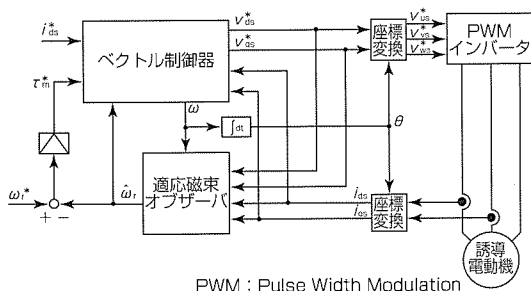 i*ds
ベクトル制御器
v*ds
v*qs
座標
変換
v*us
v*vs
v*ws
PWM
インバータ
τ*m
ω
∫dt
θ
適応磁束
オブザーバ
ωr*
+ −
ω̂r
ids
iqs
座標
変換
誘導
電動機
PWM：Pulse Width Modulation